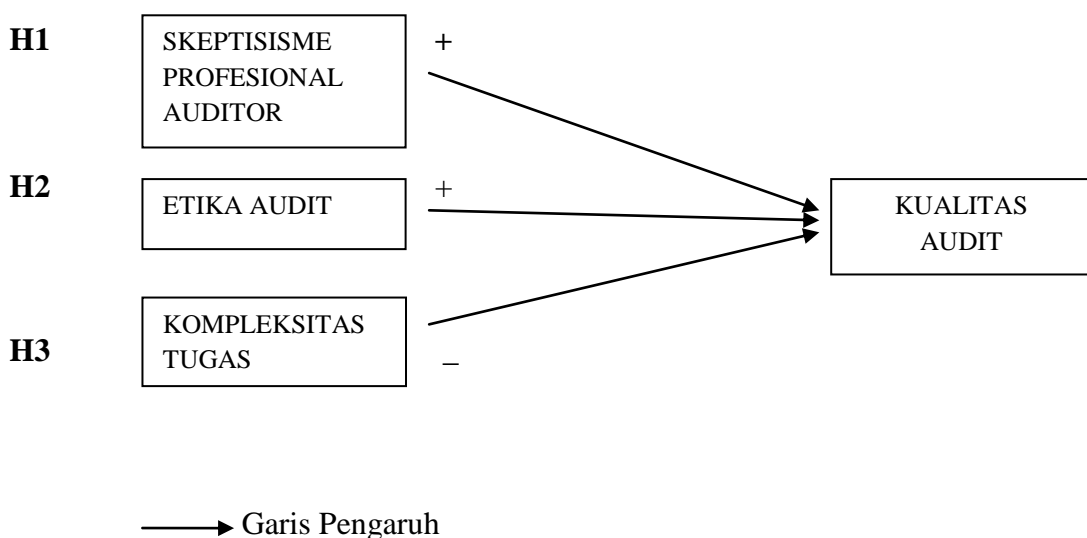 H1
SKEPTISISME
PROFESIONAL
AUDITOR
+
H2
ETIKA AUDIT
+
KUALITAS
AUDIT
H3
KOMPLEKSITAS
TUGAS
–
Garis Pengaruh